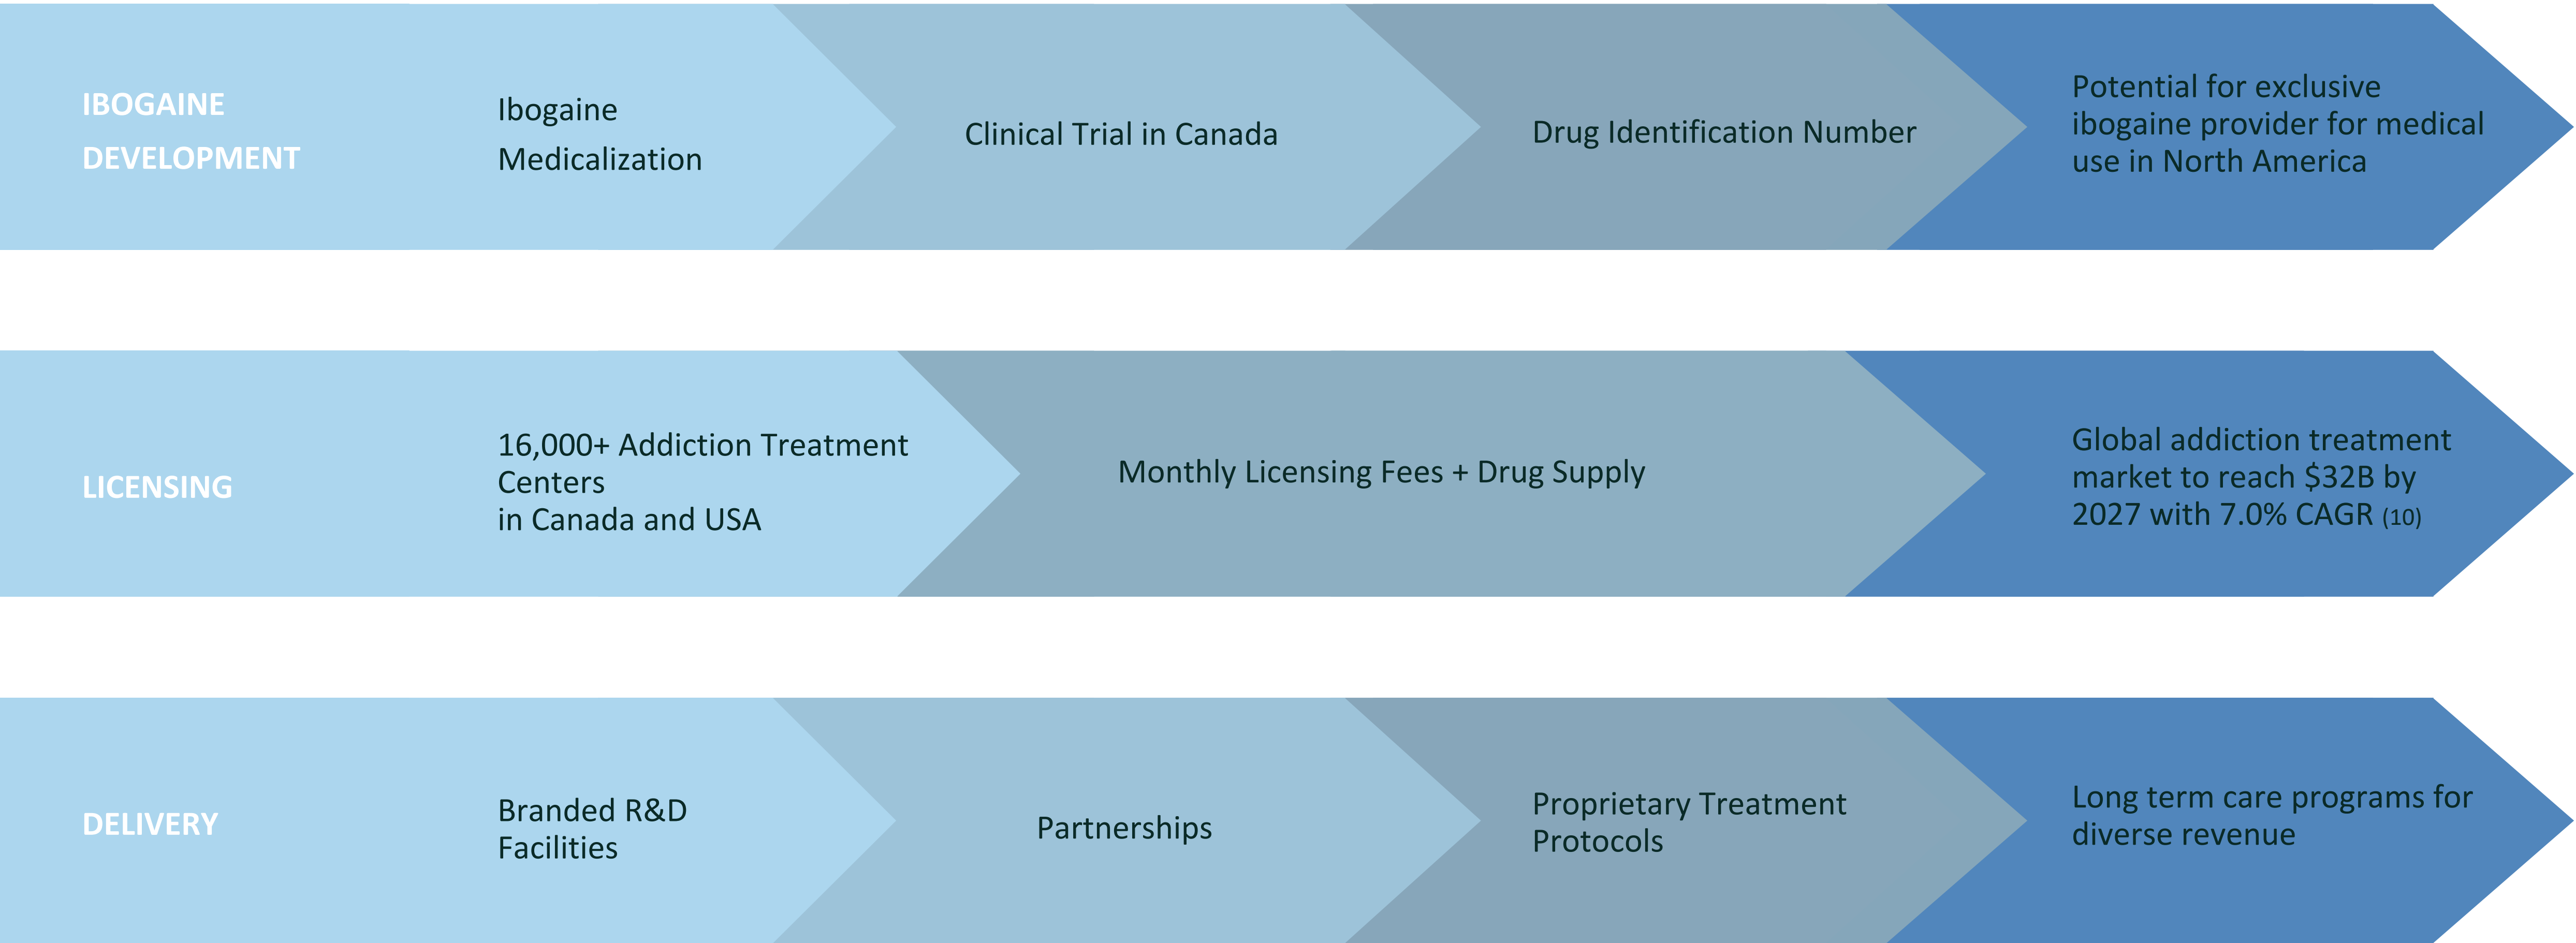 IBOGAINE
DEVELOPMENT
Ibogaine
Medicalization
Clinical Trial in Canada
Drug Identification Number
Potential for exclusive
ibogaine provider for medical
use in North America
LICENSING
16,000+ Addiction Treatment
Centers
in Canada and USA
Monthly Licensing Fees + Drug Supply
Global addiction treatment
market to reach $32B by
2027 with 7.0% CAGR (10)
DELIVERY
Branded R&D
Facilities
Partnerships
Proprietary Treatment
Protocols
Long term care programs for
diverse revenue